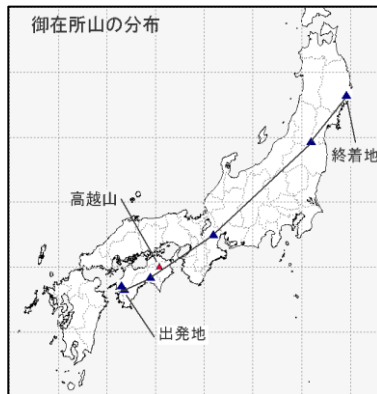 御在所山の分布
終着地
高越山
出発地